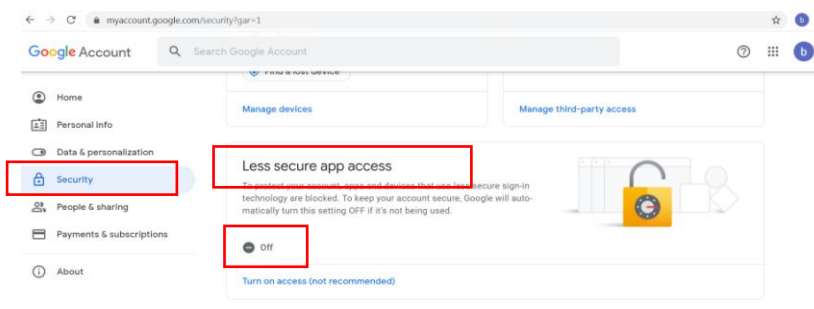 myaccount.google.com/security?gar=1
b
Google Account
Search Google Account
b
Find a lost device
Home
Manage devices
Manage third-party access
Personal info
Data & personalization
Less secure app access
Security
To protect your account, apps and devices that use less secure sign-in
technology are blocked. To keep your account secure, Google will auto-
matically turn this setting OFF if it's not being used.
People & sharing
Payments & subscriptions
Off
About
Turn on access (not recommended)